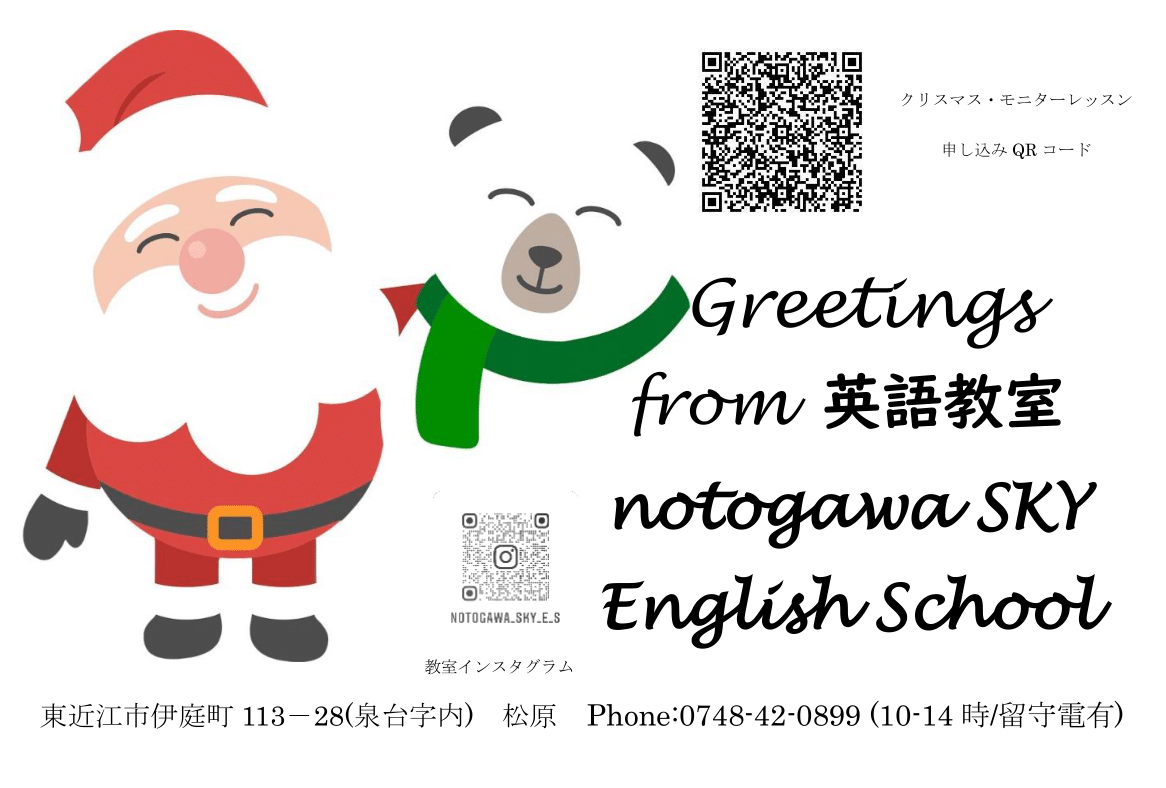 クリスマス・モニターレッスン
申し込み QR コード
Greetings
from 英語教室
notogawa SKY
English School
NOTOGAWA_SKY_E_S
教室インスタグラム
東近江市伊庭町 113－28(泉台字内)　松原　Phone:0748-42-0899 (10-14 時/留守電有)